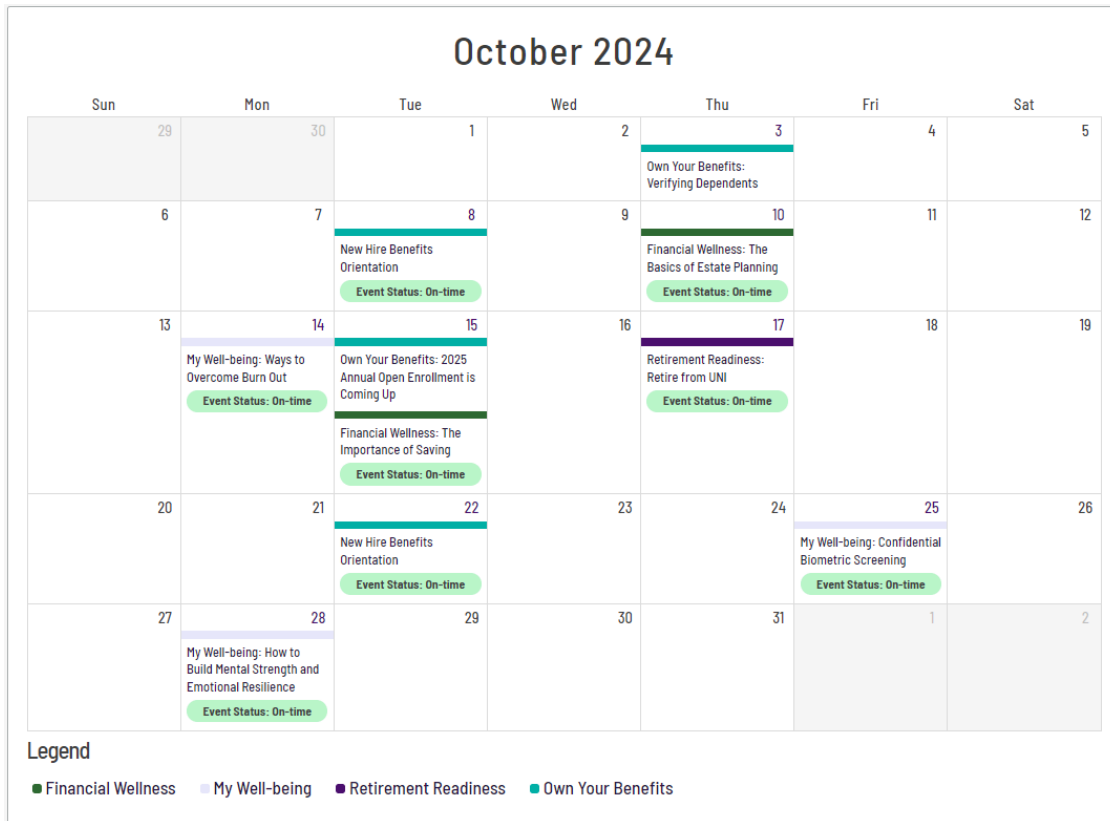 October 2024
Sun Mon Tue Wed Thu Fri Sat
29 30 1 2 3 4 5
Own Your Benefits:
Verifying Dependents
6 7 8 9 10 11 12
New Hire Benefits
Orientation
Event Status: On-time
Financial Wellness: The
Basics of Estate Planning
Event Status: On-time
13 14 15 16 17 18 19
My Well-being: Ways to
Overcome Burn Out
Event Status: On-time
Own Your Benefits: 2025
Annual Open Enrollment is
Coming Up
Financial Wellness: The
Importance of Saving
Event Status: On-time
Retirement Readiness:
Retire from UNI
Event Status: On-time
20 21 22 23 24 25 26
New Hire Benefits
Orientation
Event Status: On-time
My Well-being: Confidential
Biometric Screening
Event Status: On-time
27 28 29 30 31 1 2
My Well-being: How to
Build Mental Strength and
Emotional Resilience
Event Status: On-time
Legend
Financial Wellness My Well-being Retirement Readiness Own Your Benefits